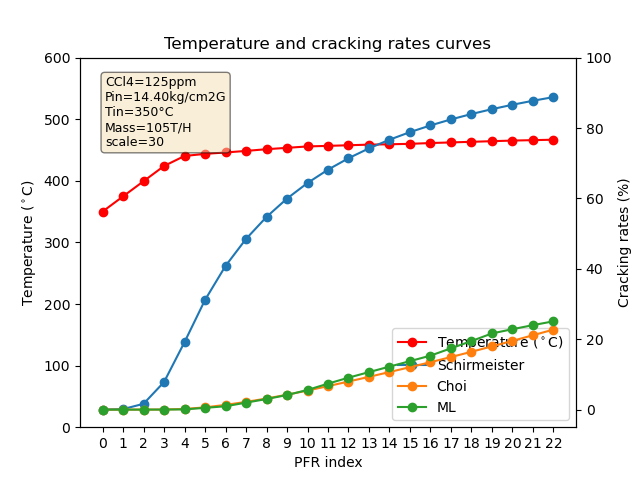 Temperature and cracking rates curves
CCl4=125ppm
Pin=14.40kg/cm2G
Tin=350°C
Mass=105T/H
scale=30
600
500
400
300
200
100
0
Temperature (°C)
100
80
60
40
20
0
Cracking rates (%)
Temperature (°C)
Schirmeister
Choi
ML
0 1 2 3 4 5 6 7 8 9 10 11 12 13 14 15 16 17 18 19 20 21 22
PFR index